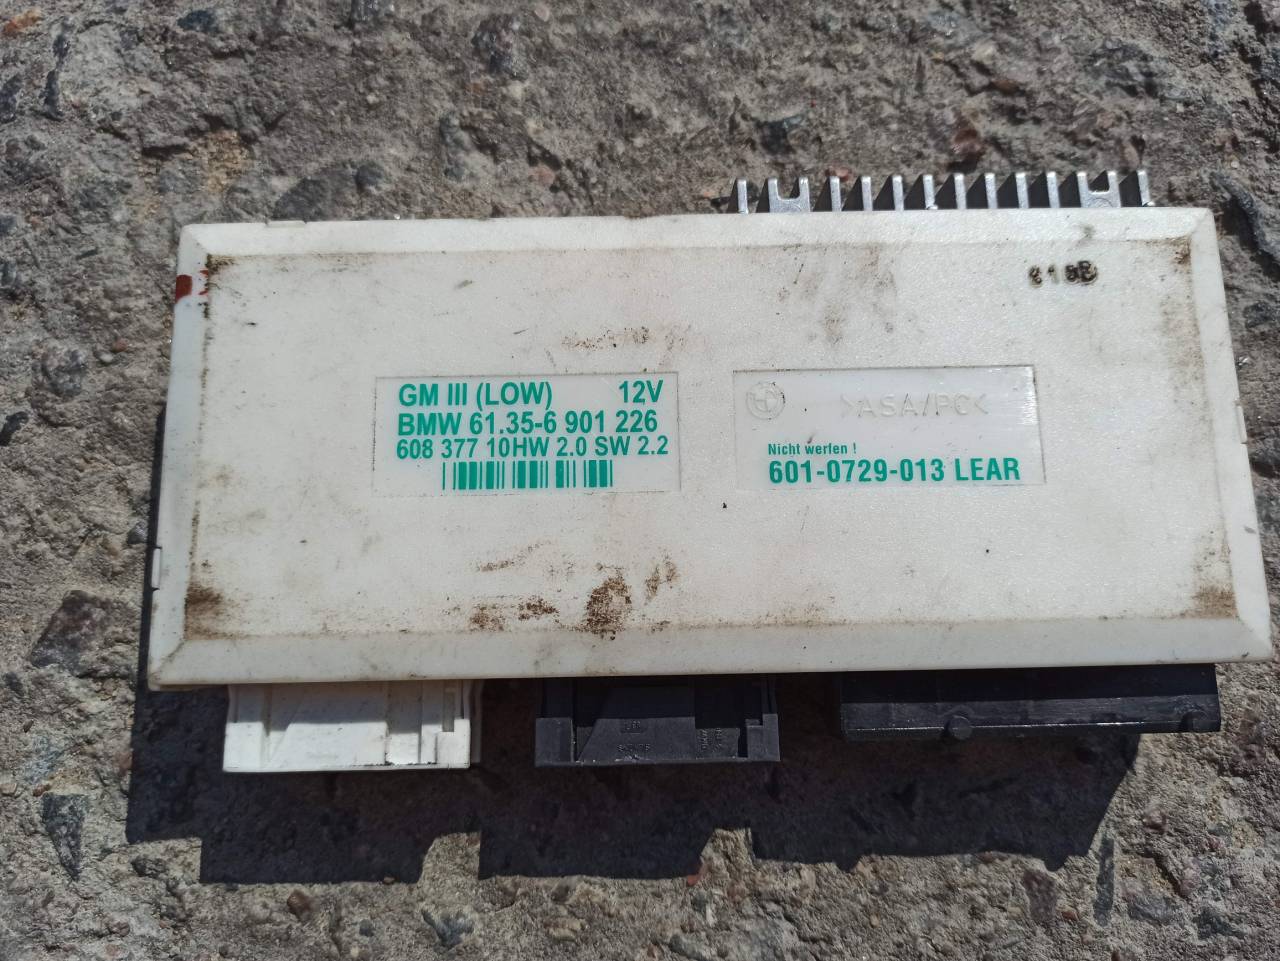 GM III (LOW) 12V
BMW 61.35-6 901 226
608 377 10HW 2.0 SW 2.2
>ASA/PC<
Nicht werfen !
601-0729-013 LEAR